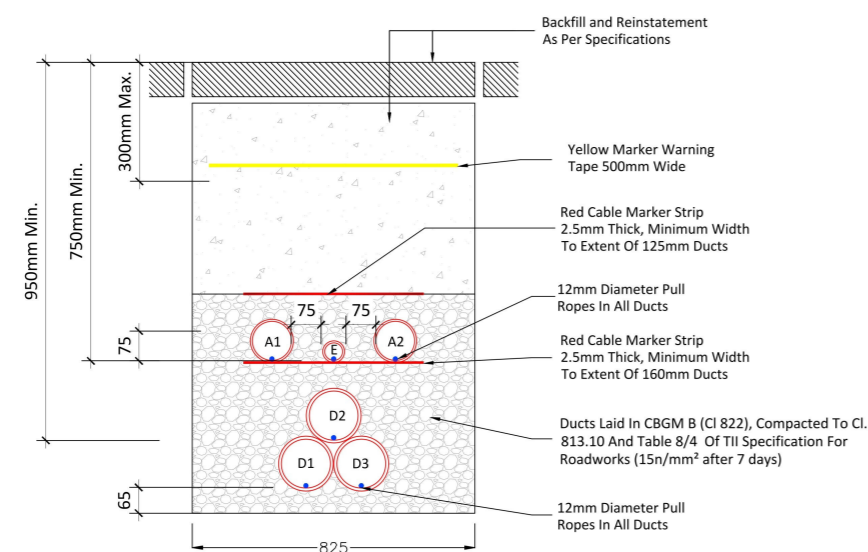 Backfill and Reinstatement
As Per Specifications
300mm Max.
750mm Min.
950mm Min.
Yellow Marker Warning
Tape 500mm Wide
Red Cable Marker Strip
2.5mm Thick, Minimum Width
To Extent Of 125mm Ducts
12mm Diameter Pull
Ropes In All Ducts
75
75
75
A1
E
A2
Red Cable Marker Strip
2.5mm Thick, Minimum Width
To Extent Of 160mm Ducts
D2
Ducts Laid In CBGM B (Cl 822), Compacted To Cl.
813.10 And Table 8/4 Of TII Specification For
Roadworks (15n/mm² after 7 days)
D1
D3
65
12mm Diameter Pull
Ropes In All Ducts
825